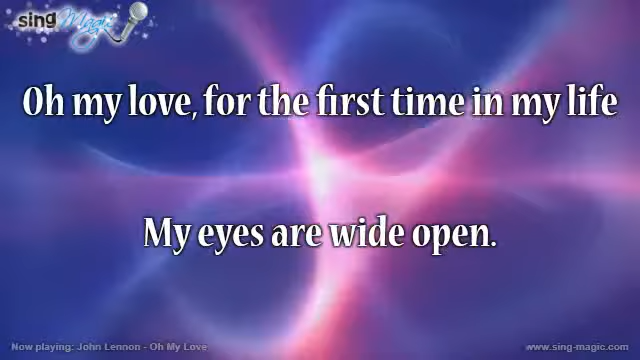 sing Magic
Oh my love, for the first time in my life
My eyes are wide open.
Now playing: John Lennon - Oh My Love
www.sing-magic.com